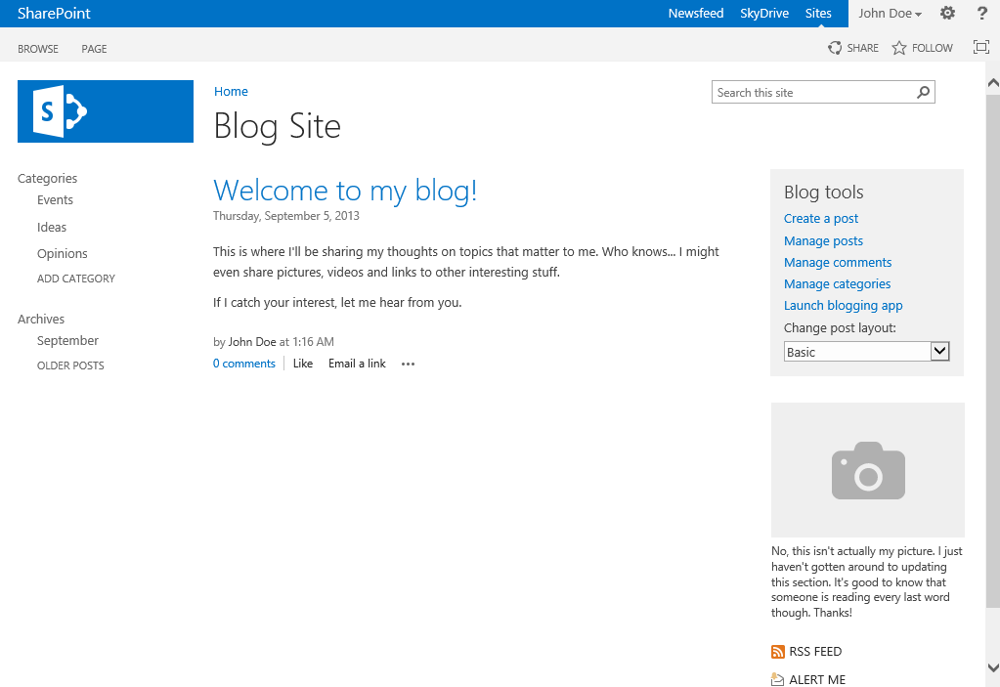 SharePoint
Newsfeed SkyDrive Sites John Doe ?
BROWSE PAGE
SHARE FOLLOW
S
Home
Blog Site
Search this site
Categories
Events
Ideas
Opinions
ADD CATEGORY
Archives
September
OLDER POSTS
Welcome to my blog!
Thursday, September 5, 2013
This is where I'll be sharing my thoughts on topics that matter to me. Who knows... I might
even share pictures, videos and links to other interesting stuff.
If I catch your interest, let me hear from you.
by John Doe at 1:16 AM
0 comments Like Email a link ...
Blog tools
Create a post
Manage posts
Manage comments
Manage categories
Launch blogging app
Change post layout:
Basic
No, this isn't actually my picture. I just
haven't gotten around to updating
this section. It's good to know that
someone is reading every last word
though. Thanks!
RSS FEED
ALERT ME